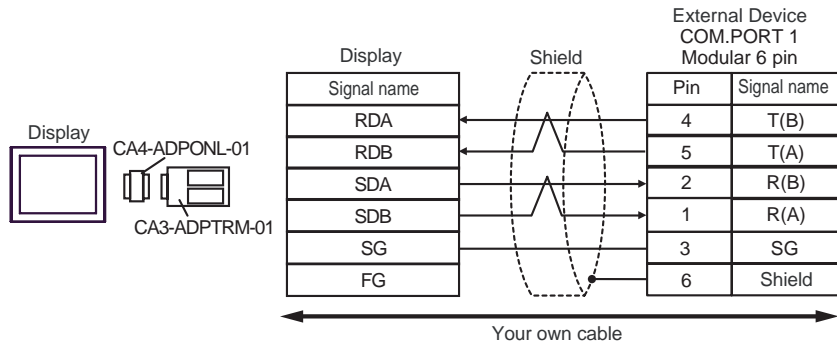 External Device
COM.PORT 1
Modular 6 pin
Display
Shield
Signal name
Pin
Signal name
RDA
4
T(B)
RDB
5
T(A)
SDA
2
R(B)
SDB
1
R(A)
SG
3
SG
FG
6
Shield
Display
CA4-ADPONL-01
CA3-ADPTRM-01
Your own cable